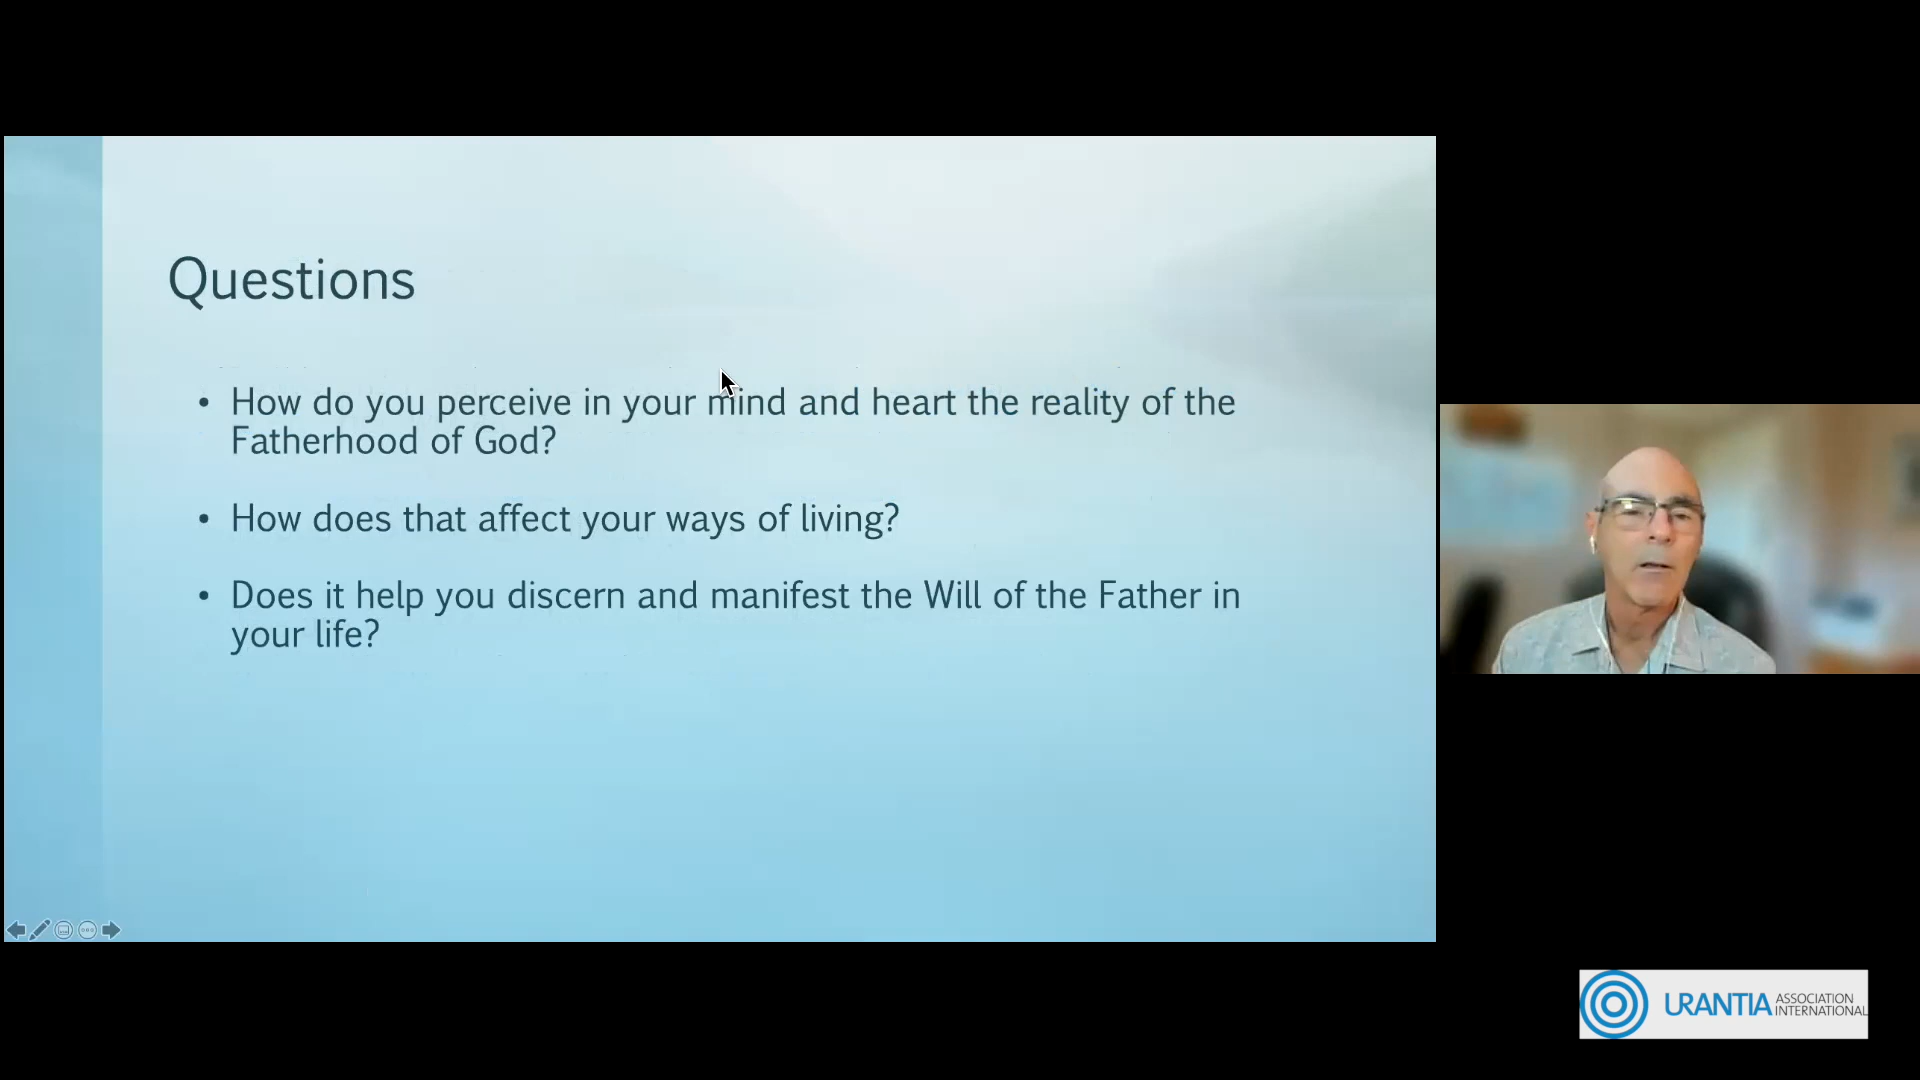 Questions
• How do you perceive in your mind and heart the reality of the
Fatherhood of God?
• How does that affect your ways of living?
• Does it help you discern and manifest the Will of the Father in
your life?
URANTIA ASSOCIATION
INTERNATIONAL